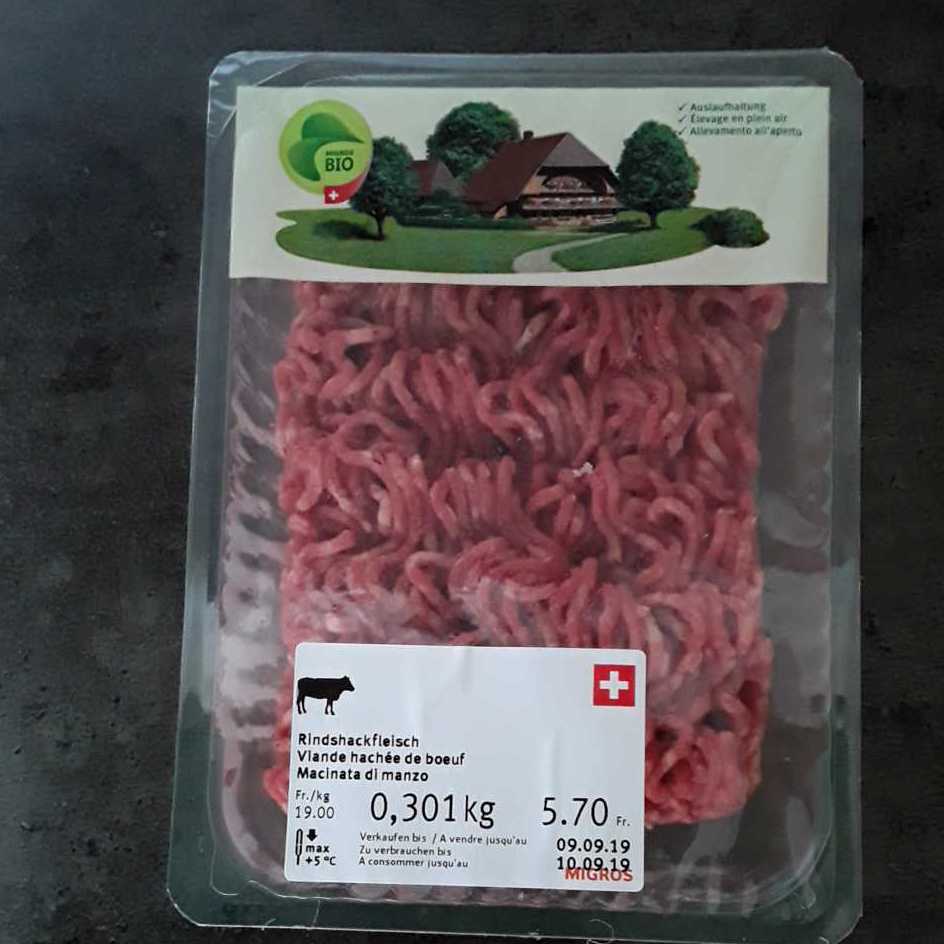 ✓ Auslaufhaltung
✓ Élevage en plein air
✓ Allevamento all'aperto
MIGROS
BIO
Rindshackfleisch
Viande hachée de boeuf
Macinata di manzo
Fr./kg
19.00
0,301kg
5.70 Fr.
max
+5 °C
Verkaufen bis / A vendre jusqu'au 09.09.19
Zu verbrauchen bis
A consommer jusqu'au 10.09.19
MIGROS